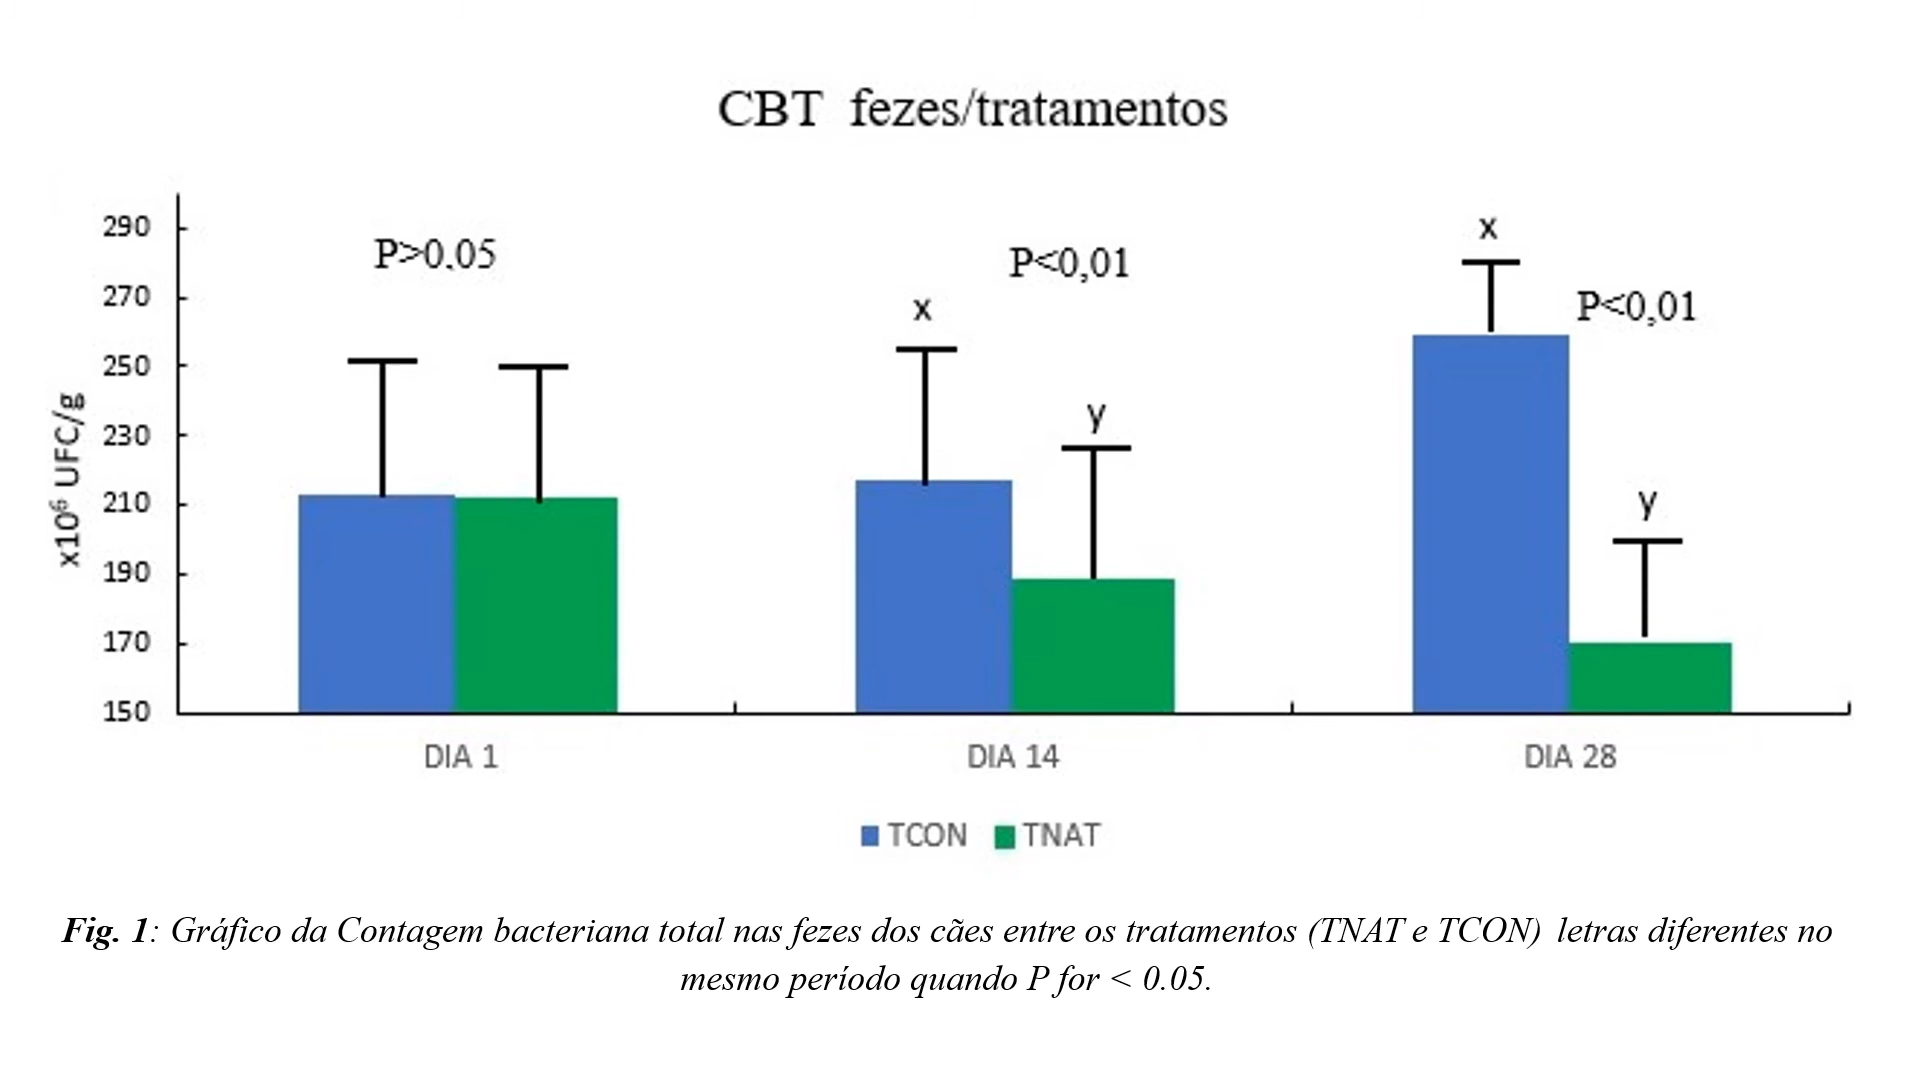 CBT fezes/tratamentos
x10⁶ UFC/g
290
270
250
230
210
190
170
150
P>0.05
P<0,01
P<0,01
x
y
x
y
DIA 1 DIA 14 DIA 28
TCON TNAT
Fig. 1: Gráfico da Contagem bacteriana total nas fezes dos cães entre os tratamentos (TNAT e TCON) letras diferentes no
mesmo período quando P for < 0.05.